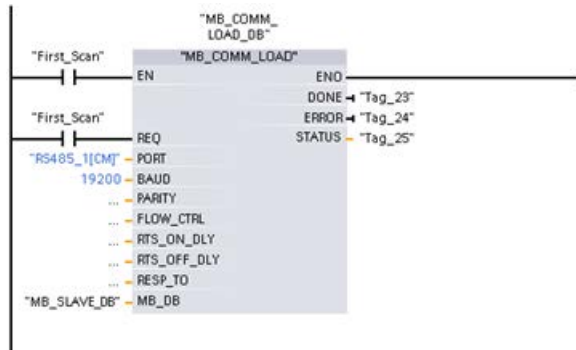 "MB_COMM_
LOAD_DB"
"First_Scan"
"MB_COMM_LOAD"
EN ENO
DONE "Tag_23"
"First_Scan" ERROR "Tag_24"
REQ STATUS "Tag_25"
"RS485_1[CM]" PORT
19200 BAUD
... PARITY
... FLOW_CTRL
... RTS_ON_DLY
... RTS_OFF_DLY
... RESP_TO
"MB_SLAVE_DB" MB_DB